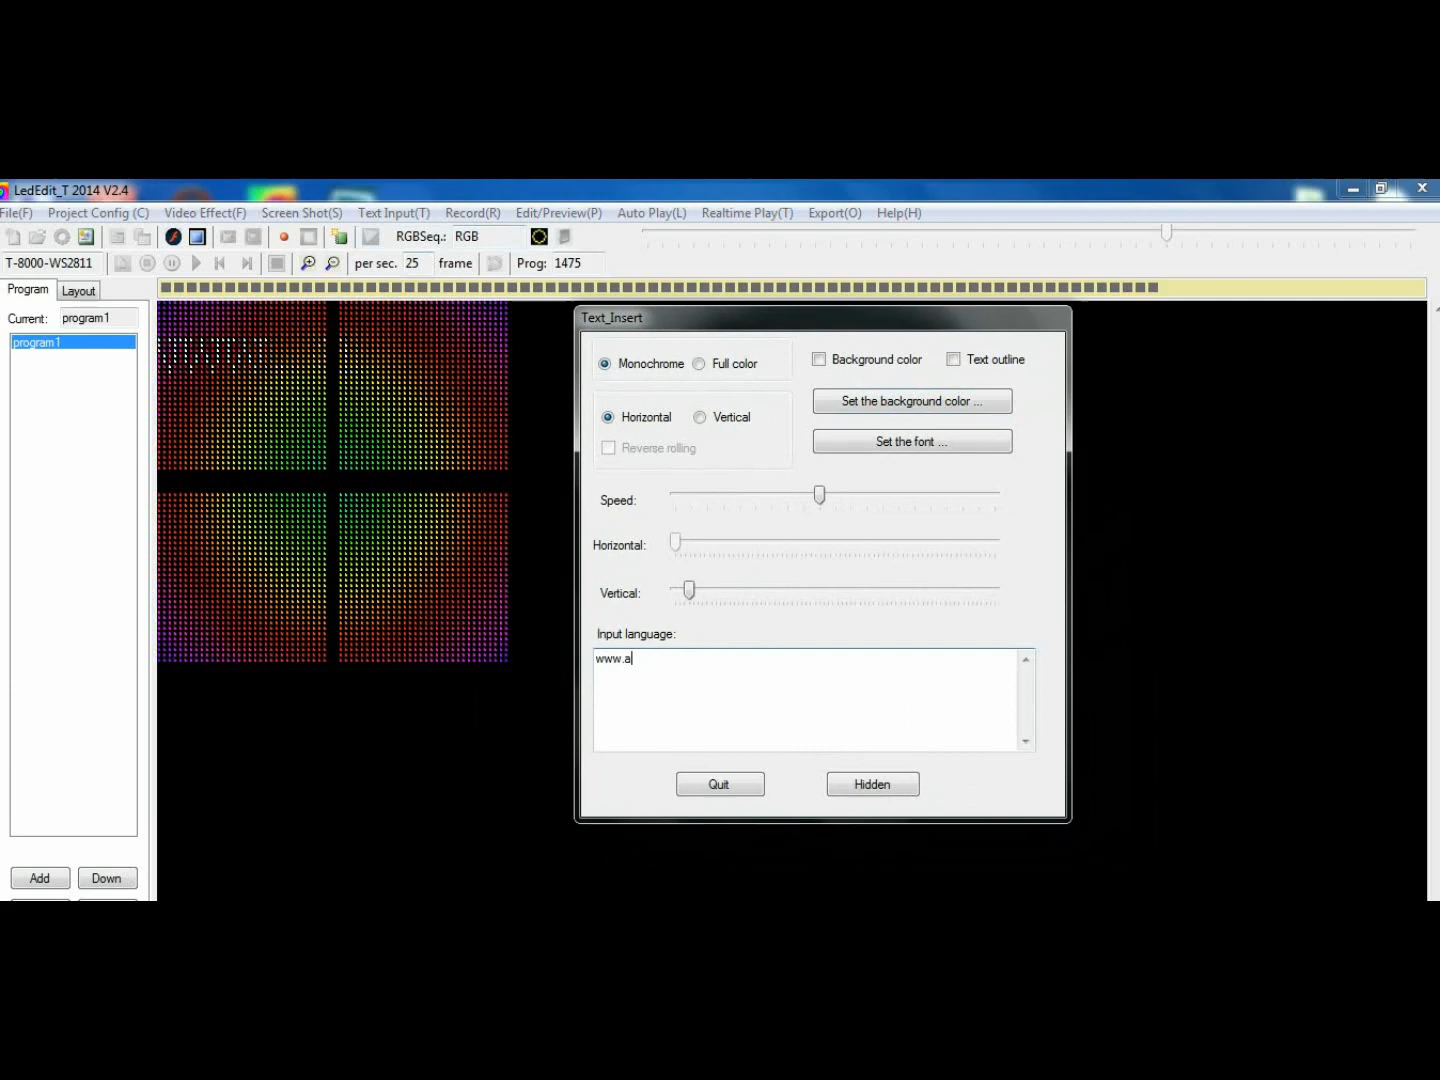 LedEdit_T 2014 V2.4
File(F) Project Config (C) Video Effect(F) Screen Shot(S) Text Input(T) Record(R) Edit/Preview(P) Auto Play(L) Realtime Play(T) Export(O) Help(H)
RGBSeq.: RGB
T-8000-WS2811 per sec. 25 frame Prog: 1475
Program Layout
Current: program1
program1
Add Down
Text_Insert
Monochrome Full color Background color Text outline
Set the background color ...
Horizontal Vertical
Set the font ...
Reverse rolling
Speed:
Horizontal:
Vertical:
Input language:
www.a
Quit Hidden